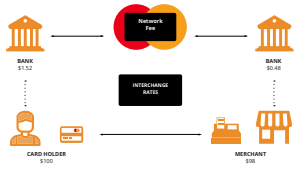 Network
Fee
BANK
$1.52
BANK
$0.48
INTERCHANGE
RATES
CARD HOLDER
$100
MERCHANT
$98